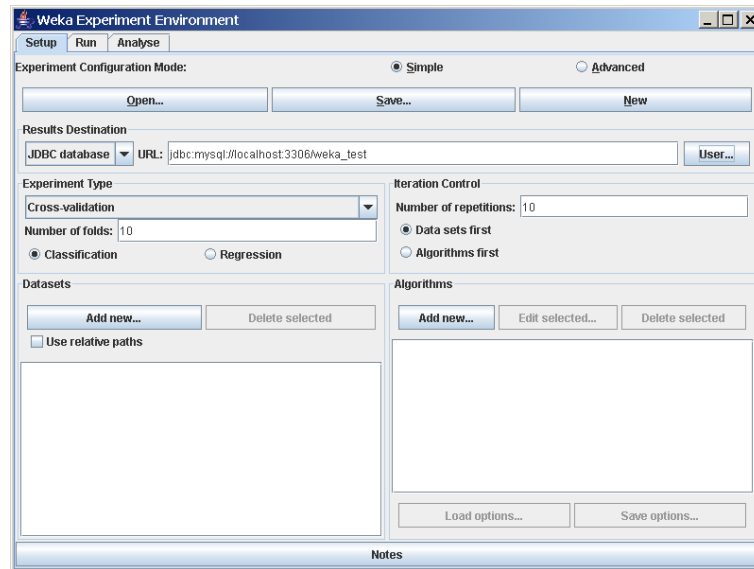 Weka Experiment Environment
Setup Run Analyse
Experiment Configuration Mode: Simple Advanced
Open... Save... New
Results Destination
JDBC database URL: jdbc:mysql://localhost:3306/weka_test User...
Experiment Type
Cross-validation
Number of folds: 10
Classification Regression
Iteration Control
Number of repetitions: 10
Data sets first
Algorithms first
Datasets
Add new... Delete selected
Use relative paths
Algorithms
Add new... Edit selected... Delete selected
Load options... Save options...
Notes